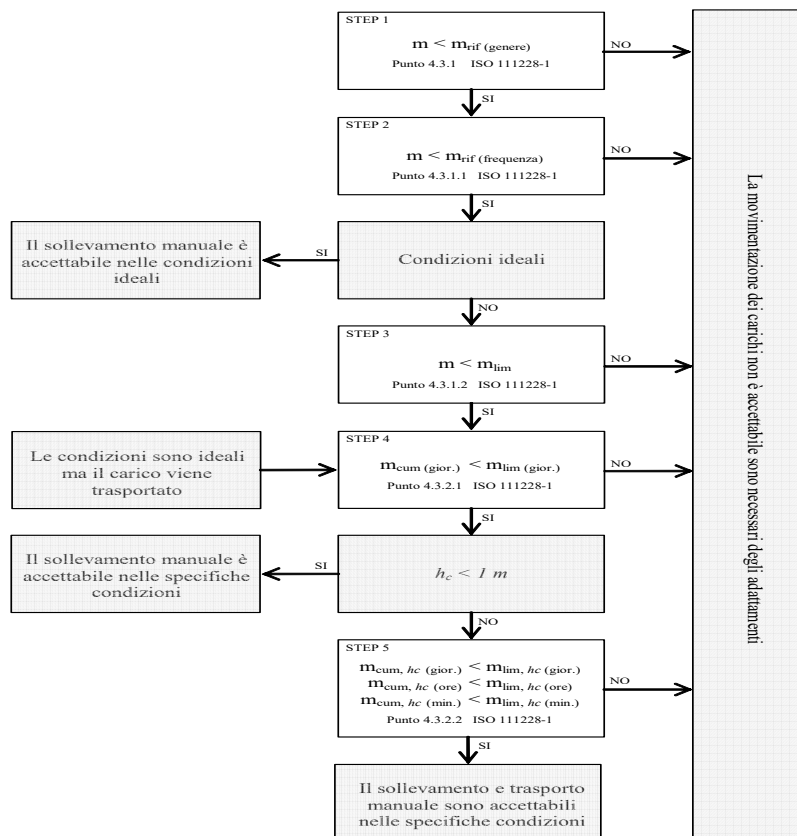 STEP 1
m < mrif (genere)
Punto 4.3.1 ISO 111228-1
NO
SI
STEP 2
m < mrif (frequenza)
Punto 4.3.1.1 ISO 111228-1
NO
SI
Il sollevamento manuale è
accettabile nelle condizioni
ideali
SI
Condizioni ideali
NO
STEP 3
m < mlim
Punto 4.3.1.2 ISO 111228-1
NO
SI
Le condizioni sono ideali
ma il carico viene
trasportato
STEP 4
mcum (gior.) < mlim (gior.)
Punto 4.3.2.1 ISO 111228-1
NO
SI
Il sollevamento manuale è
accettabile nelle specifiche
condizioni
SI
hc < 1 m
NO
STEP 5
mcum, hc (gior.) < mlim, hc (gior.)
mcum, hc (ore) < mlim, hc (ore)
mcum, hc (min.) < mlim, hc (min.)
Punto 4.3.2.2 ISO 111228-1
NO
SI
Il sollevamento e trasporto
manuale sono accettabili
nelle specifiche condizioni
La movimentazione dei carichi non è accettabile sono necessari degli adattamenti